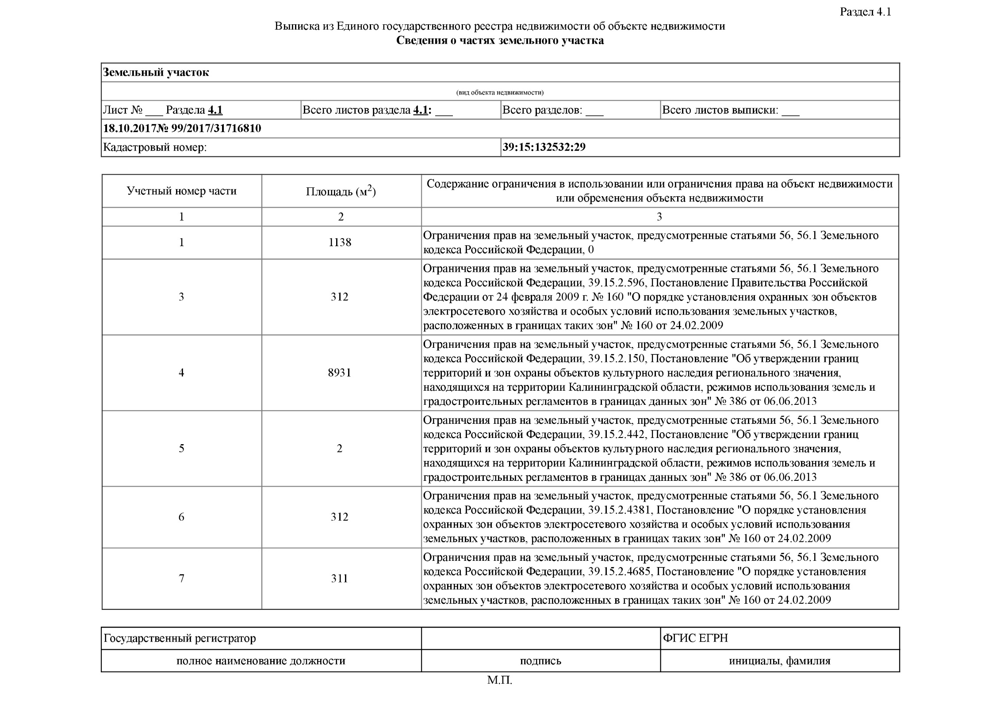 Раздел 4.1
Выписка из Единого государственного реестра недвижимости об объекте недвижимости
Сведения о частях земельного участка
Земельный участок
(вид объекта недвижимости)
Лист № ___ Раздела 4.1 Всего листов раздела 4.1: ___ Всего разделов: ___ Всего листов выписки: ___
18.10.2017№ 99/2017/31716810
Кадастровый номер: 39:15:132532:29
Учетный номер части Площадь (м²) Содержание ограничения в использовании или ограничения права на объект недвижимости
или обременения объекта недвижимости
1 2 3
1 1138 Ограничения прав на земельный участок, предусмотренные статьями 56, 56.1 Земельного
кодекса Российской Федерации, 0
3 312 Ограничения прав на земельный участок, предусмотренные статьями 56, 56.1 Земельного
кодекса Российской Федерации, 39.15.2.596, Постановление Правительства Российской
Федерации от 24 февраля 2009 г. № 160 "О порядке установления охранных зон объектов
электросетевого хозяйства и особых условий использования земельных участков,
расположенных в границах таких зон" № 160 от 24.02.2009
4 8931 Ограничения прав на земельный участок, предусмотренные статьями 56, 56.1 Земельного
кодекса Российской Федерации, 39.15.2.150, Постановление "Об утверждении границ
территорий и зон охраны объектов культурного наследия регионального значения,
находящихся на территории Калининградской области, режимов использования земель и
градостроительных регламентов в границах данных зон" № 386 от 06.06.2013
5 2 Ограничения прав на земельный участок, предусмотренные статьями 56, 56.1 Земельного
кодекса Российской Федерации, 39.15.2.442, Постановление "Об утверждении границ
территорий и зон охраны объектов культурного наследия регионального значения,
находящихся на территории Калининградской области, режимов использования земель и
градостроительных регламентов в границах данных зон" № 386 от 06.06.2013
6 312 Ограничения прав на земельный участок, предусмотренные статьями 56, 56.1 Земельного
кодекса Российской Федерации, 39.15.2.4381, Постановление "О порядке установления
охранных зон объектов электросетевого хозяйства и особых условий использования
земельных участков, расположенных в границах таких зон" № 160 от 24.02.2009
7 311 Ограничения прав на земельный участок, предусмотренные статьями 56, 56.1 Земельного
кодекса Российской Федерации, 39.15.2.4685, Постановление "О порядке установления
охранных зон объектов электросетевого хозяйства и особых условий использования
земельных участков, расположенных в границах таких зон" № 160 от 24.02.2009
Государственный регистратор ФГИС ЕГРН
полное наименование должности подпись инициалы, фамилия
М.П.